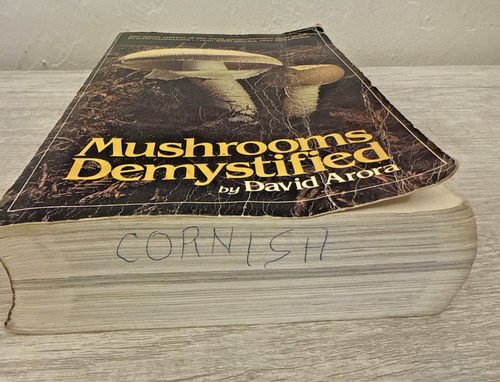 Mushrooms
Demystified
by David Arora
CORNISH